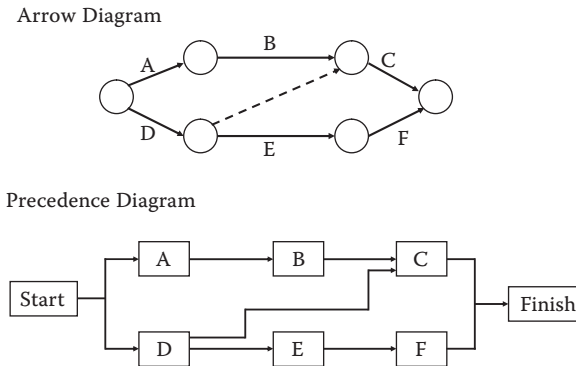 Arrow Diagram
B
A
C
D
E
F
Precedence Diagram
A
B
C
Start
Finish
D
E
F